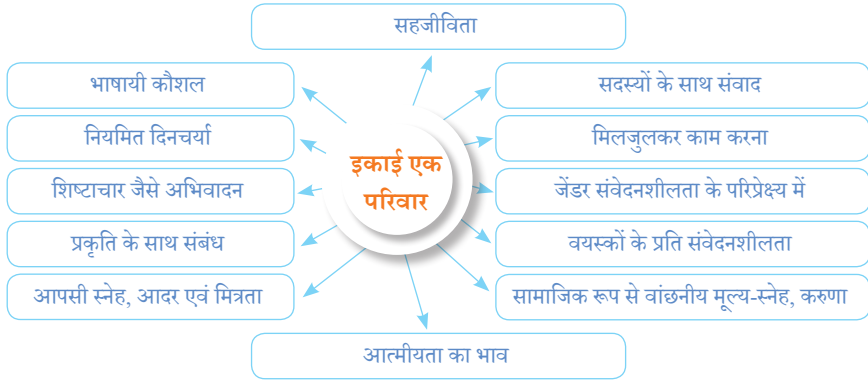 सहजीविता
भाषायी कौशल
सदस्यों के साथ संवाद
नियमित दिनचर्या
मिलजुलकर काम करना
इकाई एक
परिवार
शिष्‍टाचार जैसे अभिवादन
जेंडर संवेदनशीलता के परिप्रेक्ष्य में
प्रकृति के साथ संबंध
वयस्कों के प्रति संवेदनशीलता
आपसी स्नेह, आदर एवं मित्रता
सामाजिक रूप से वांछनीय मूल्य-स्नेह, करुणा
आत्मीयता का भाव